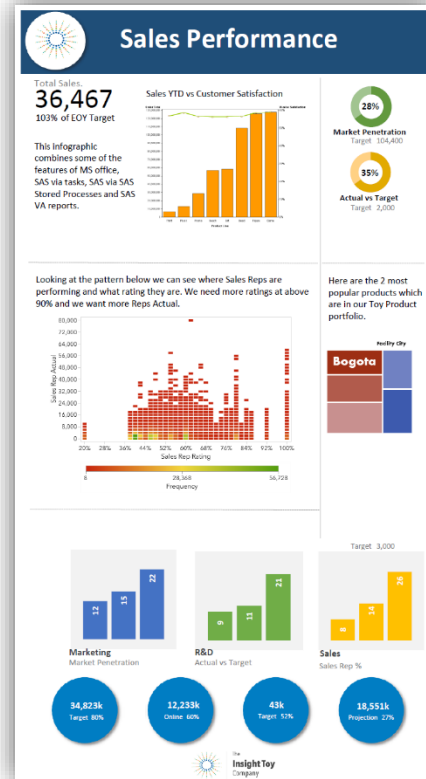 Sales Performance
Total Sales.
36,467
103% of EOY Target
This infographic
combines some of the
features of MS office,
SAS via tasks, SAS via SAS
Stored Processes and SAS
VA reports.
Sales YTD vs Customer Satisfaction
28%
Market Penetration
Target 104,400
35%
Actual vs Target
Target 2,000
Looking at the pattern below we can see where Sales Reps are
performing and what rating they are. We need more ratings at above
90% and we want more Reps Actual.
80,000
72,000
64,000
56,000
48,000
40,000
32,000
24,000
16,000
8,000
0
Sales Rep Actual
20% 28% 36% 44% 52% 60% 68% 76% 84% 92% 100%
Sales Rep Rating
8 28,368 56,728
Frequency
Here are the 2 most
popular products which
are in our Toy Product
portfolio.
Facility City
Bogota
12 15 22
Marketing
Market Penetration
9 11 21
R&D
Actual vs Target
Target 3,000
8 14 26
Sales
Sales Rep %
34,823k
Target 80%
12,233k
Online 60%
43k
Target 52%
18,551k
Projection 27%
The
Insight Toy
Company